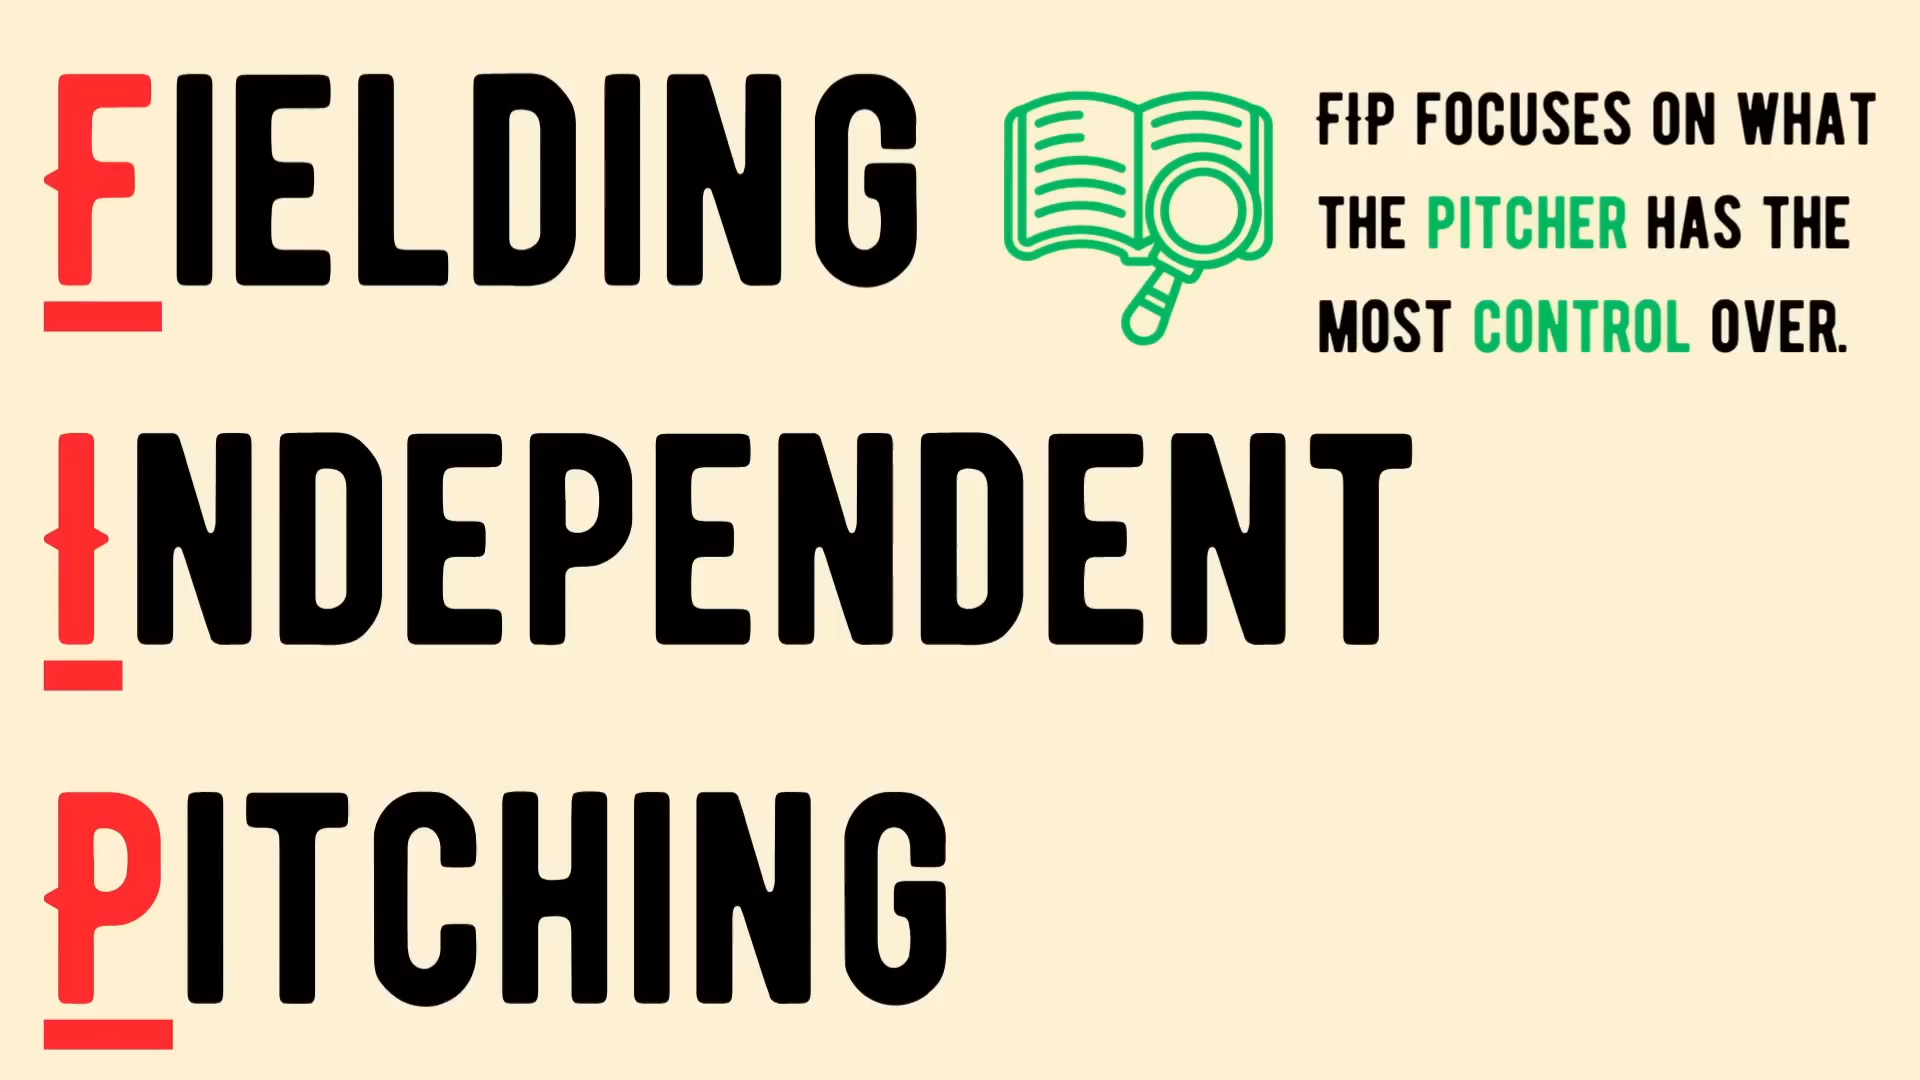 FIELDING
FIP FOCUSES ON WHAT
THE PITCHER HAS THE
MOST CONTROL OVER.
INDEPENDENT
PITCHING